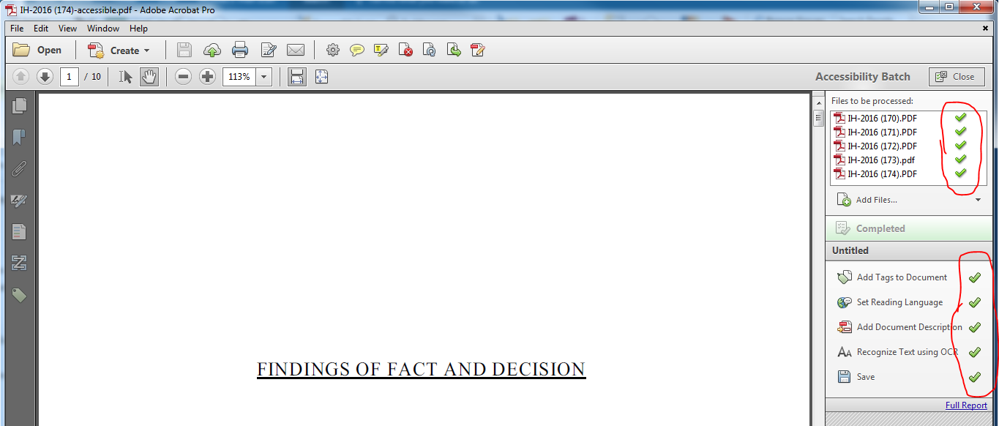 IH-2016 (174)-accessible.pdf - Adobe Acrobat Pro
File Edit View Window Help
Open Create
1 / 10 113% Accessibility Batch Close
Files to be processed:
IH-2016 (170).PDF
IH-2016 (171).PDF
IH-2016 (172).PDF
IH-2016 (173).pdf
IH-2016 (174).PDF
Add Files...
Completed
Untitled
Add Tags to Document
Set Reading Language
Add Document Description
Recognize Text using OCR
Save
Full Report
FINDINGS OF FACT AND DECISION